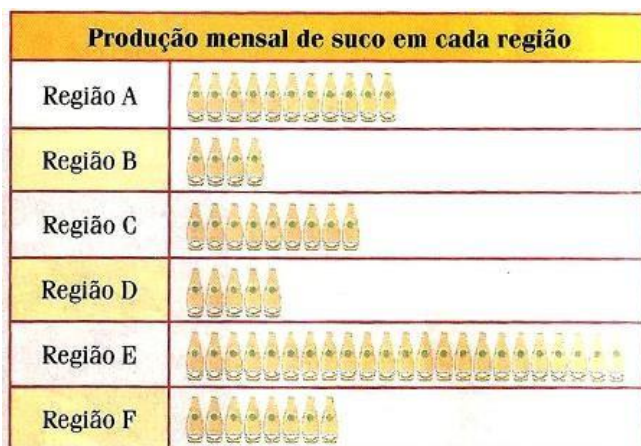 Produção mensal de suco em cada região
Região A
Região B
Região C
Região D
Região E
Região F